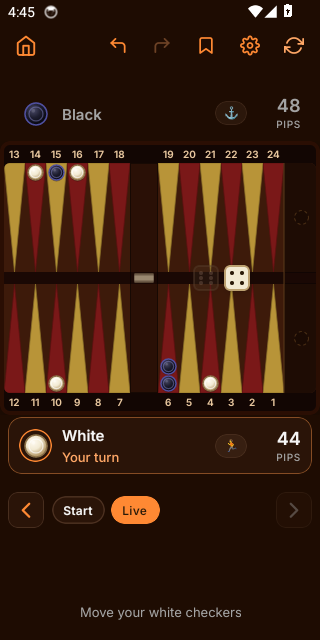 4:45
Black
48
PIPS
13 14 15 16 17 18 19 20 21 22 23 24
12 11 10 9 8 7 6 5 4 3 2 1
White
Your turn
44
PIPS
Start
Live
Move your white checkers